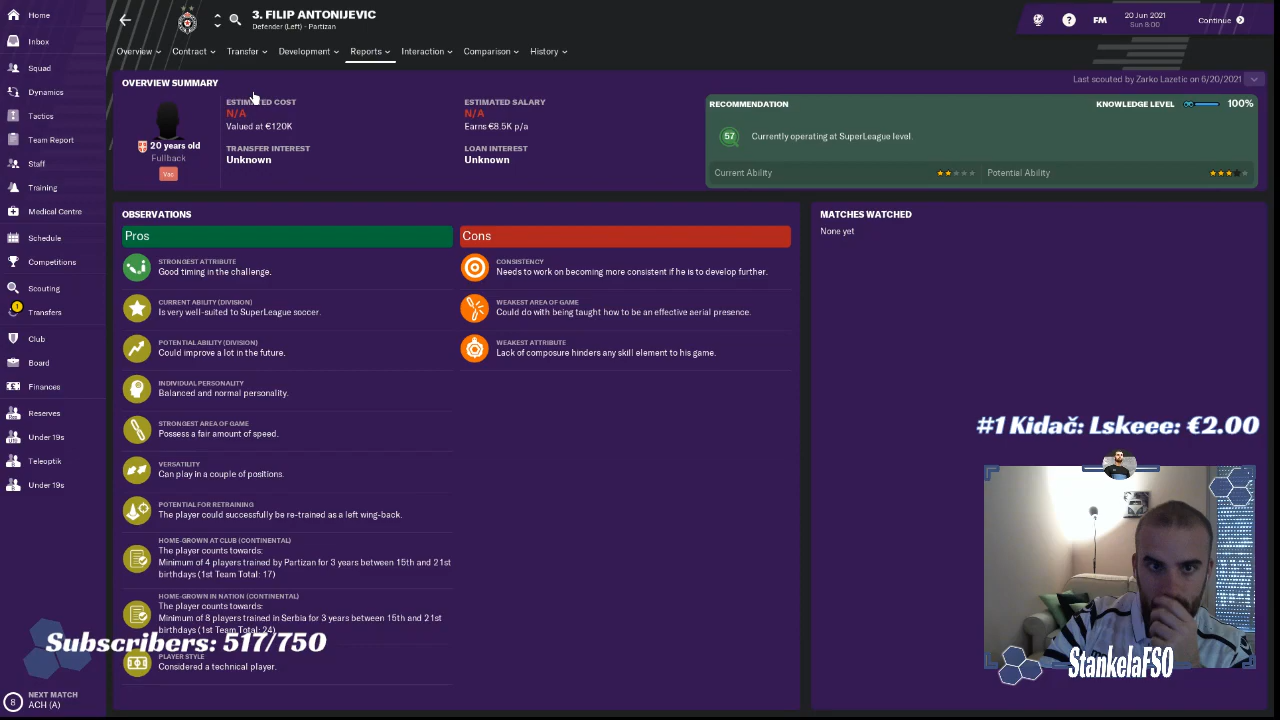 Home
Inbox
Squad
Dynamics
Tactics
Team Report
Staff
Training
Medical Centre
Schedule
Competitions
Scouting
1
Transfers
Club
Board
Finances
Reserves
Under 19s
Teleoptik
Under 19s
8
NEXT MATCH
ACH (A)
3. FILIP ANTONIJEVIC
Defender (Left) - Partizan
FM
20 Jun 2021
Sun 8:00
Continue
Overview
Contract
Transfer
Development
Reports
Interaction
Comparison
History
OVERVIEW SUMMARY
Last scouted by Zarko Lazetic on 6/20/2021
20 years old
Fullback
Vac
ESTIMATED COST
N/A
Valued at €120K
TRANSFER INTEREST
Unknown
ESTIMATED SALARY
N/A
Earns €8.5K p/a
LOAN INTEREST
Unknown
RECOMMENDATION
KNOWLEDGE LEVEL
100%
57
Currently operating at SuperLeague level.
Current Ability
Potential Ability
OBSERVATIONS
Pros
STRONGEST ATTRIBUTE
Good timing in the challenge.
CURRENT ABILITY (DIVISION)
Is very well-suited to SuperLeague soccer.
POTENTIAL ABILITY (DIVISION)
Could improve a lot in the future.
INDIVIDUAL PERSONALITY
Balanced and normal personality.
STRONGEST AREA OF GAME
Possess a fair amount of speed.
VERSATILITY
Can play in a couple of positions.
POTENTIAL FOR RETRAINING
The player could successfully be re-trained as a left wing-back.
HOME-GROWN AT CLUB (CONTINENTAL)
The player counts towards:
Minimum of 4 players trained by Partizan for 3 years between 15th and 21st
birthdays (1st Team Total: 17)
HOME-GROWN IN NATION (CONTINENTAL)
The player counts towards:
Minimum of 8 players trained in Serbia for 3 years between 15th and 21st
birthdays (1st Team Total: 24)
PLAYER STYLE
Considered a technical player.
Cons
CONSISTENCY
Needs to work on becoming more consistent if he is to develop further.
WEAKEST AREA OF GAME
Could do with being taught how to be an effective aerial presence.
WEAKEST ATTRIBUTE
Lack of composure hinders any skill element to his game.
MATCHES WATCHED
None yet
#1 Kidač: Lskeee: €2.00
Subscribers: 517/750
StankelaFSO